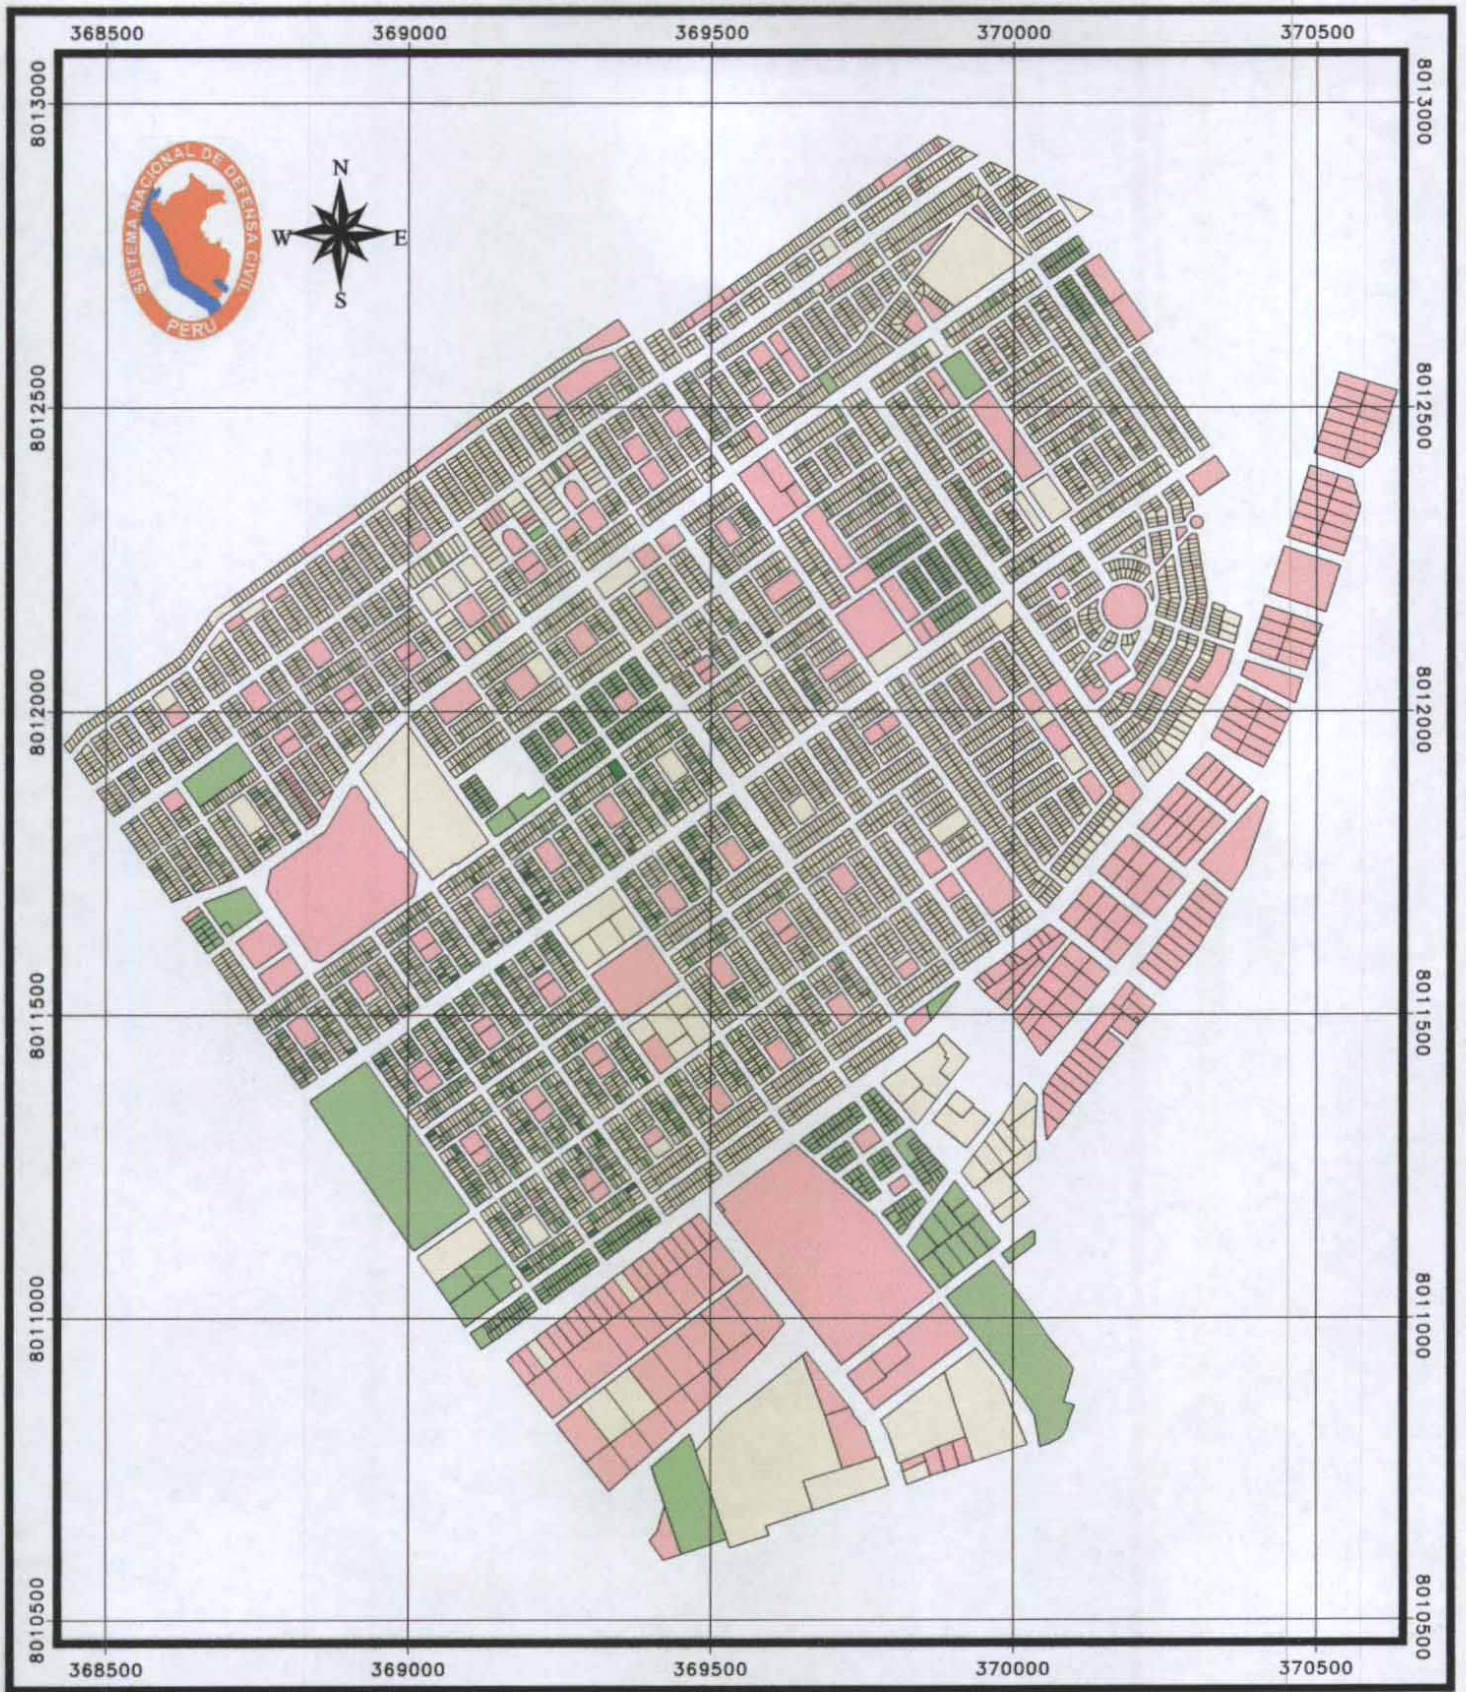 368500 369000 369500 370000 370500
8013000 8013000
SISTEMA NACIONAL DE DEFENSA CIVIL
PERU
N
W E
S
8012500 8012500
8012000 8012000
8011500 8011500
8011000 8011000
8010500 8010500
368500 369000 369500 370000 370500